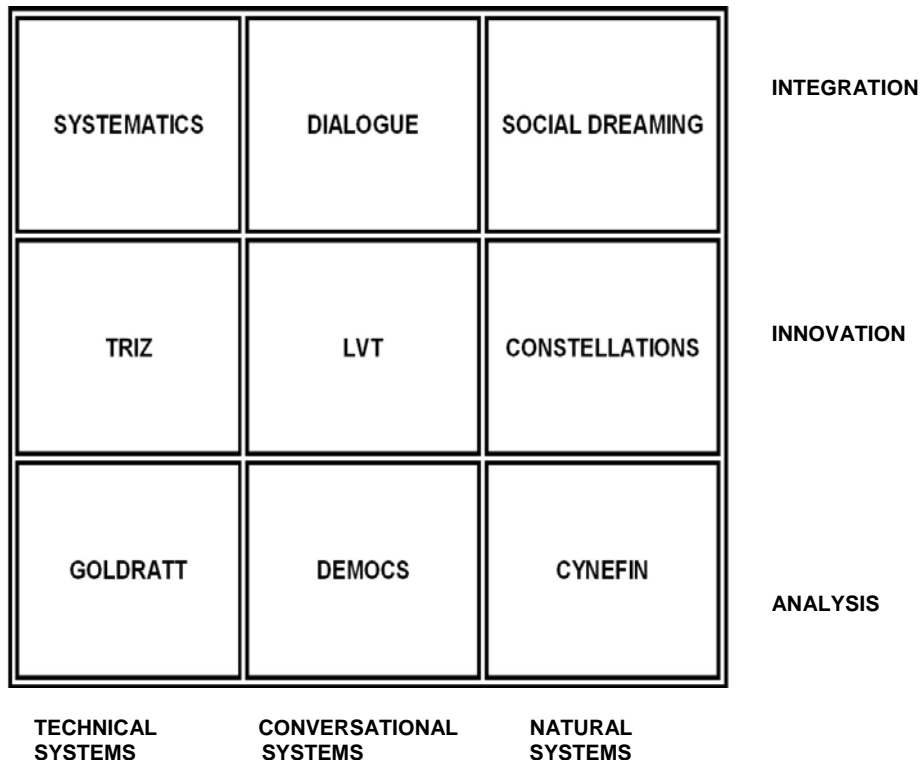 INTEGRATION
SYSTEMATICS DIALOGUE SOCIAL DREAMING
INNOVATION
TRIZ LVT CONSTELLATIONS
GOLDRATT DEMOCS CYNEFIN
ANALYSIS
TECHNICAL CONVERSATIONAL NATURAL
SYSTEMS SYSTEMS SYSTEMS